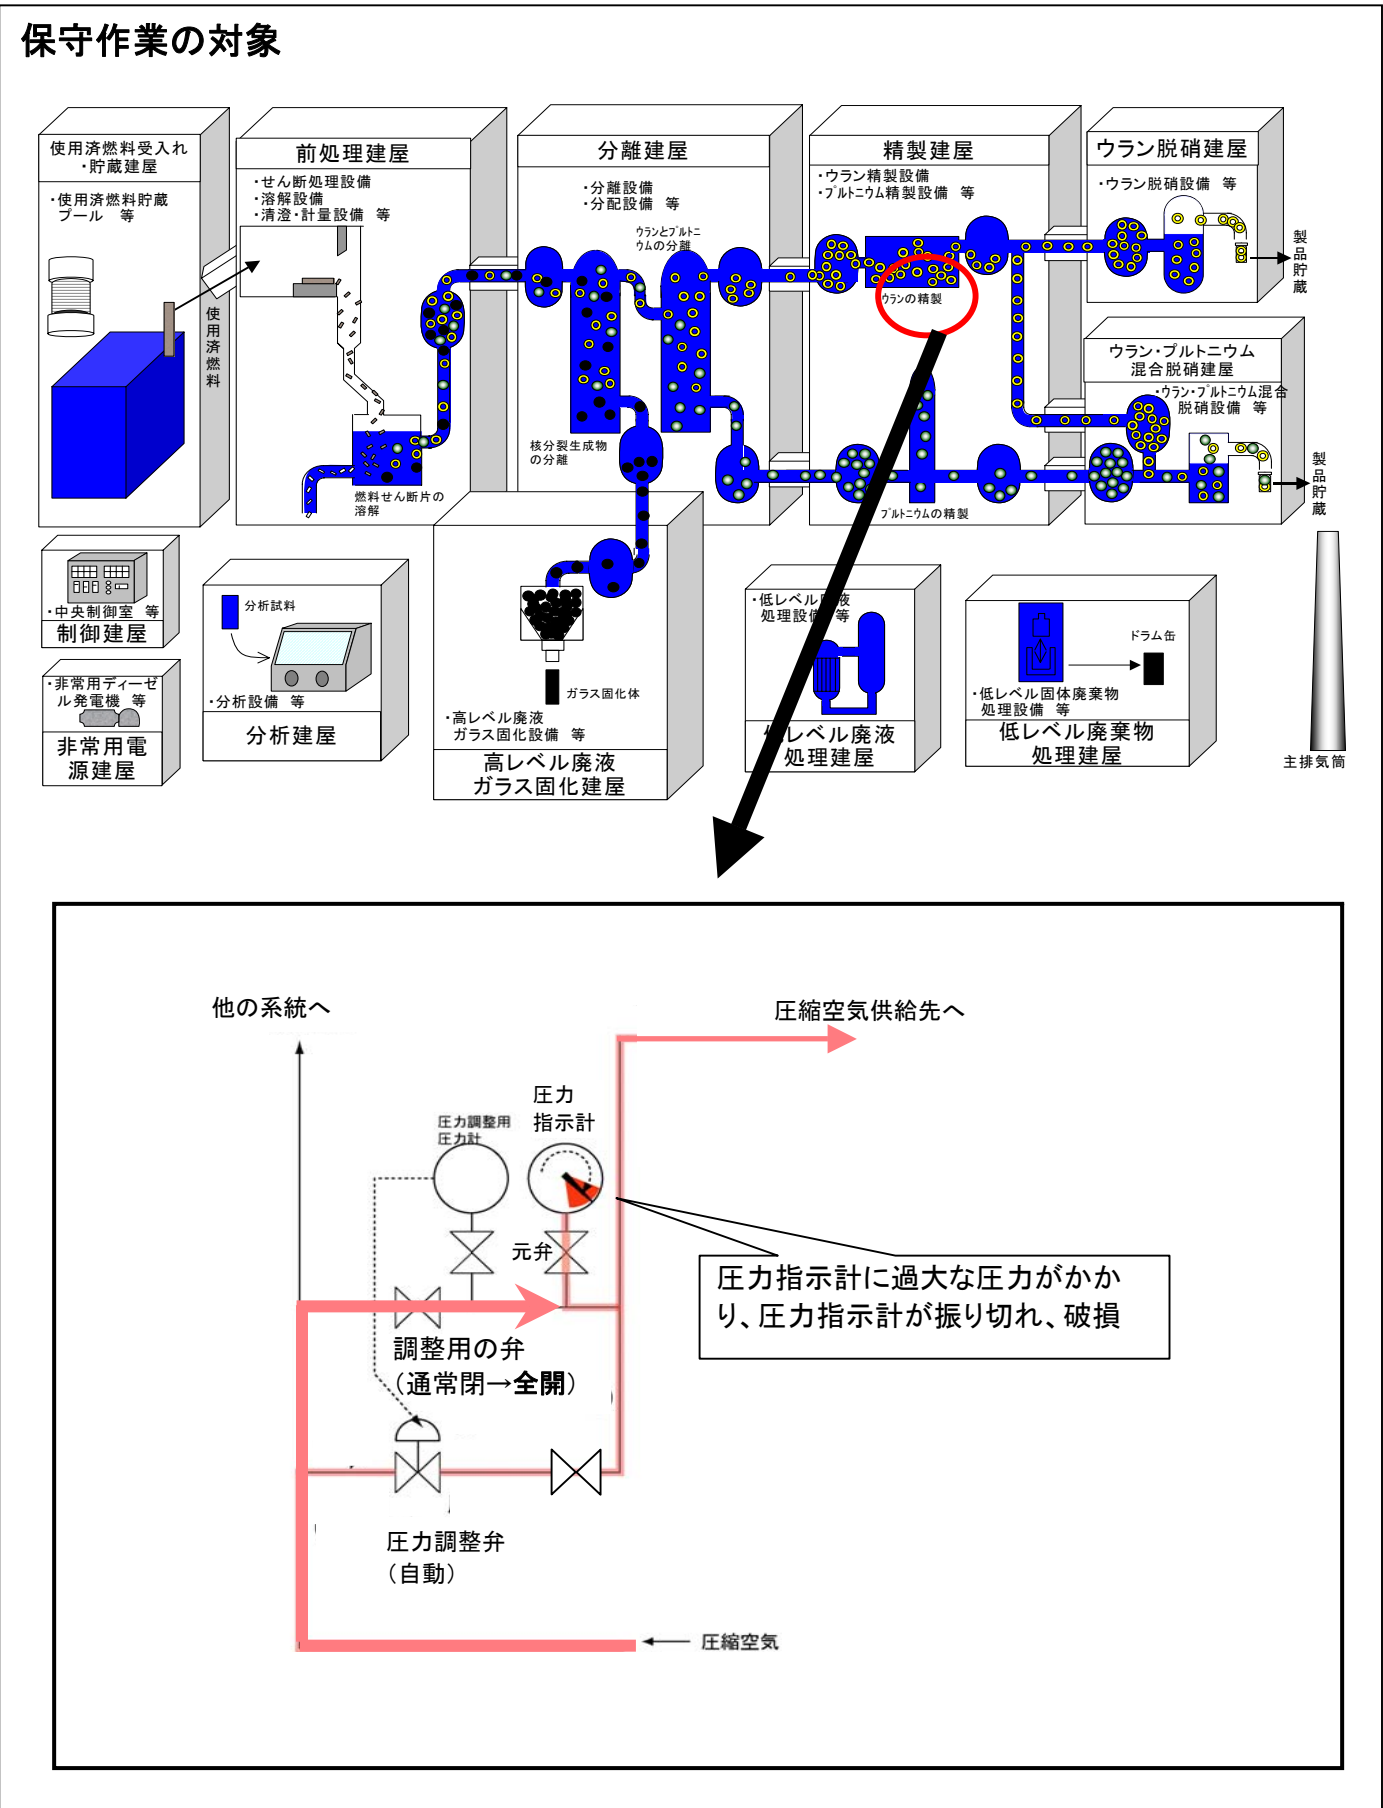 保守作業の対象
使用済燃料受入れ
・貯蔵建屋
・使用済燃料貯蔵
プール 等
使用済燃料
前処理建屋
・せん断処理設備
・溶解設備
・清澄・計量設備 等
燃料せん断片の
溶解
分離建屋
・分離設備
・分配設備 等
ウランとプルトニ
ウムの分離
核分裂生成物
の分離
精製建屋
・ウラン精製設備
・プルトニウム精製設備 等
ウランの精製
プルトニウムの精製
ウラン脱硝建屋
・ウラン脱硝設備 等
製品貯蔵
ウラン・プルトニウム
混合脱硝建屋
・ウラン・プルトニウム混合
脱硝設備 等
製品貯蔵
・中央制御室 等
制御建屋
・非常用ディーゼ
ル発電機 等
非常用電
源建屋
分析試料
・分析設備 等
分析建屋
ガラス固化体
・高レベル廃液
ガラス固化設備 等
高レベル廃液
ガラス固化建屋
・低レベル廃液
処理設備 等
低レベル廃液
処理建屋
ドラム缶
・低レベル固体廃棄物
処理設備 等
低レベル廃棄物
処理建屋
主排気筒
他の系統へ
圧縮空気供給先へ
圧力
指示計
圧力調整用
圧力計
元弁
圧力指示計に過大な圧力がかか
り、圧力指示計が振り切れ、破損
調整用の弁
（通常閉→全開）
圧力調整弁
（自動）
圧縮空気